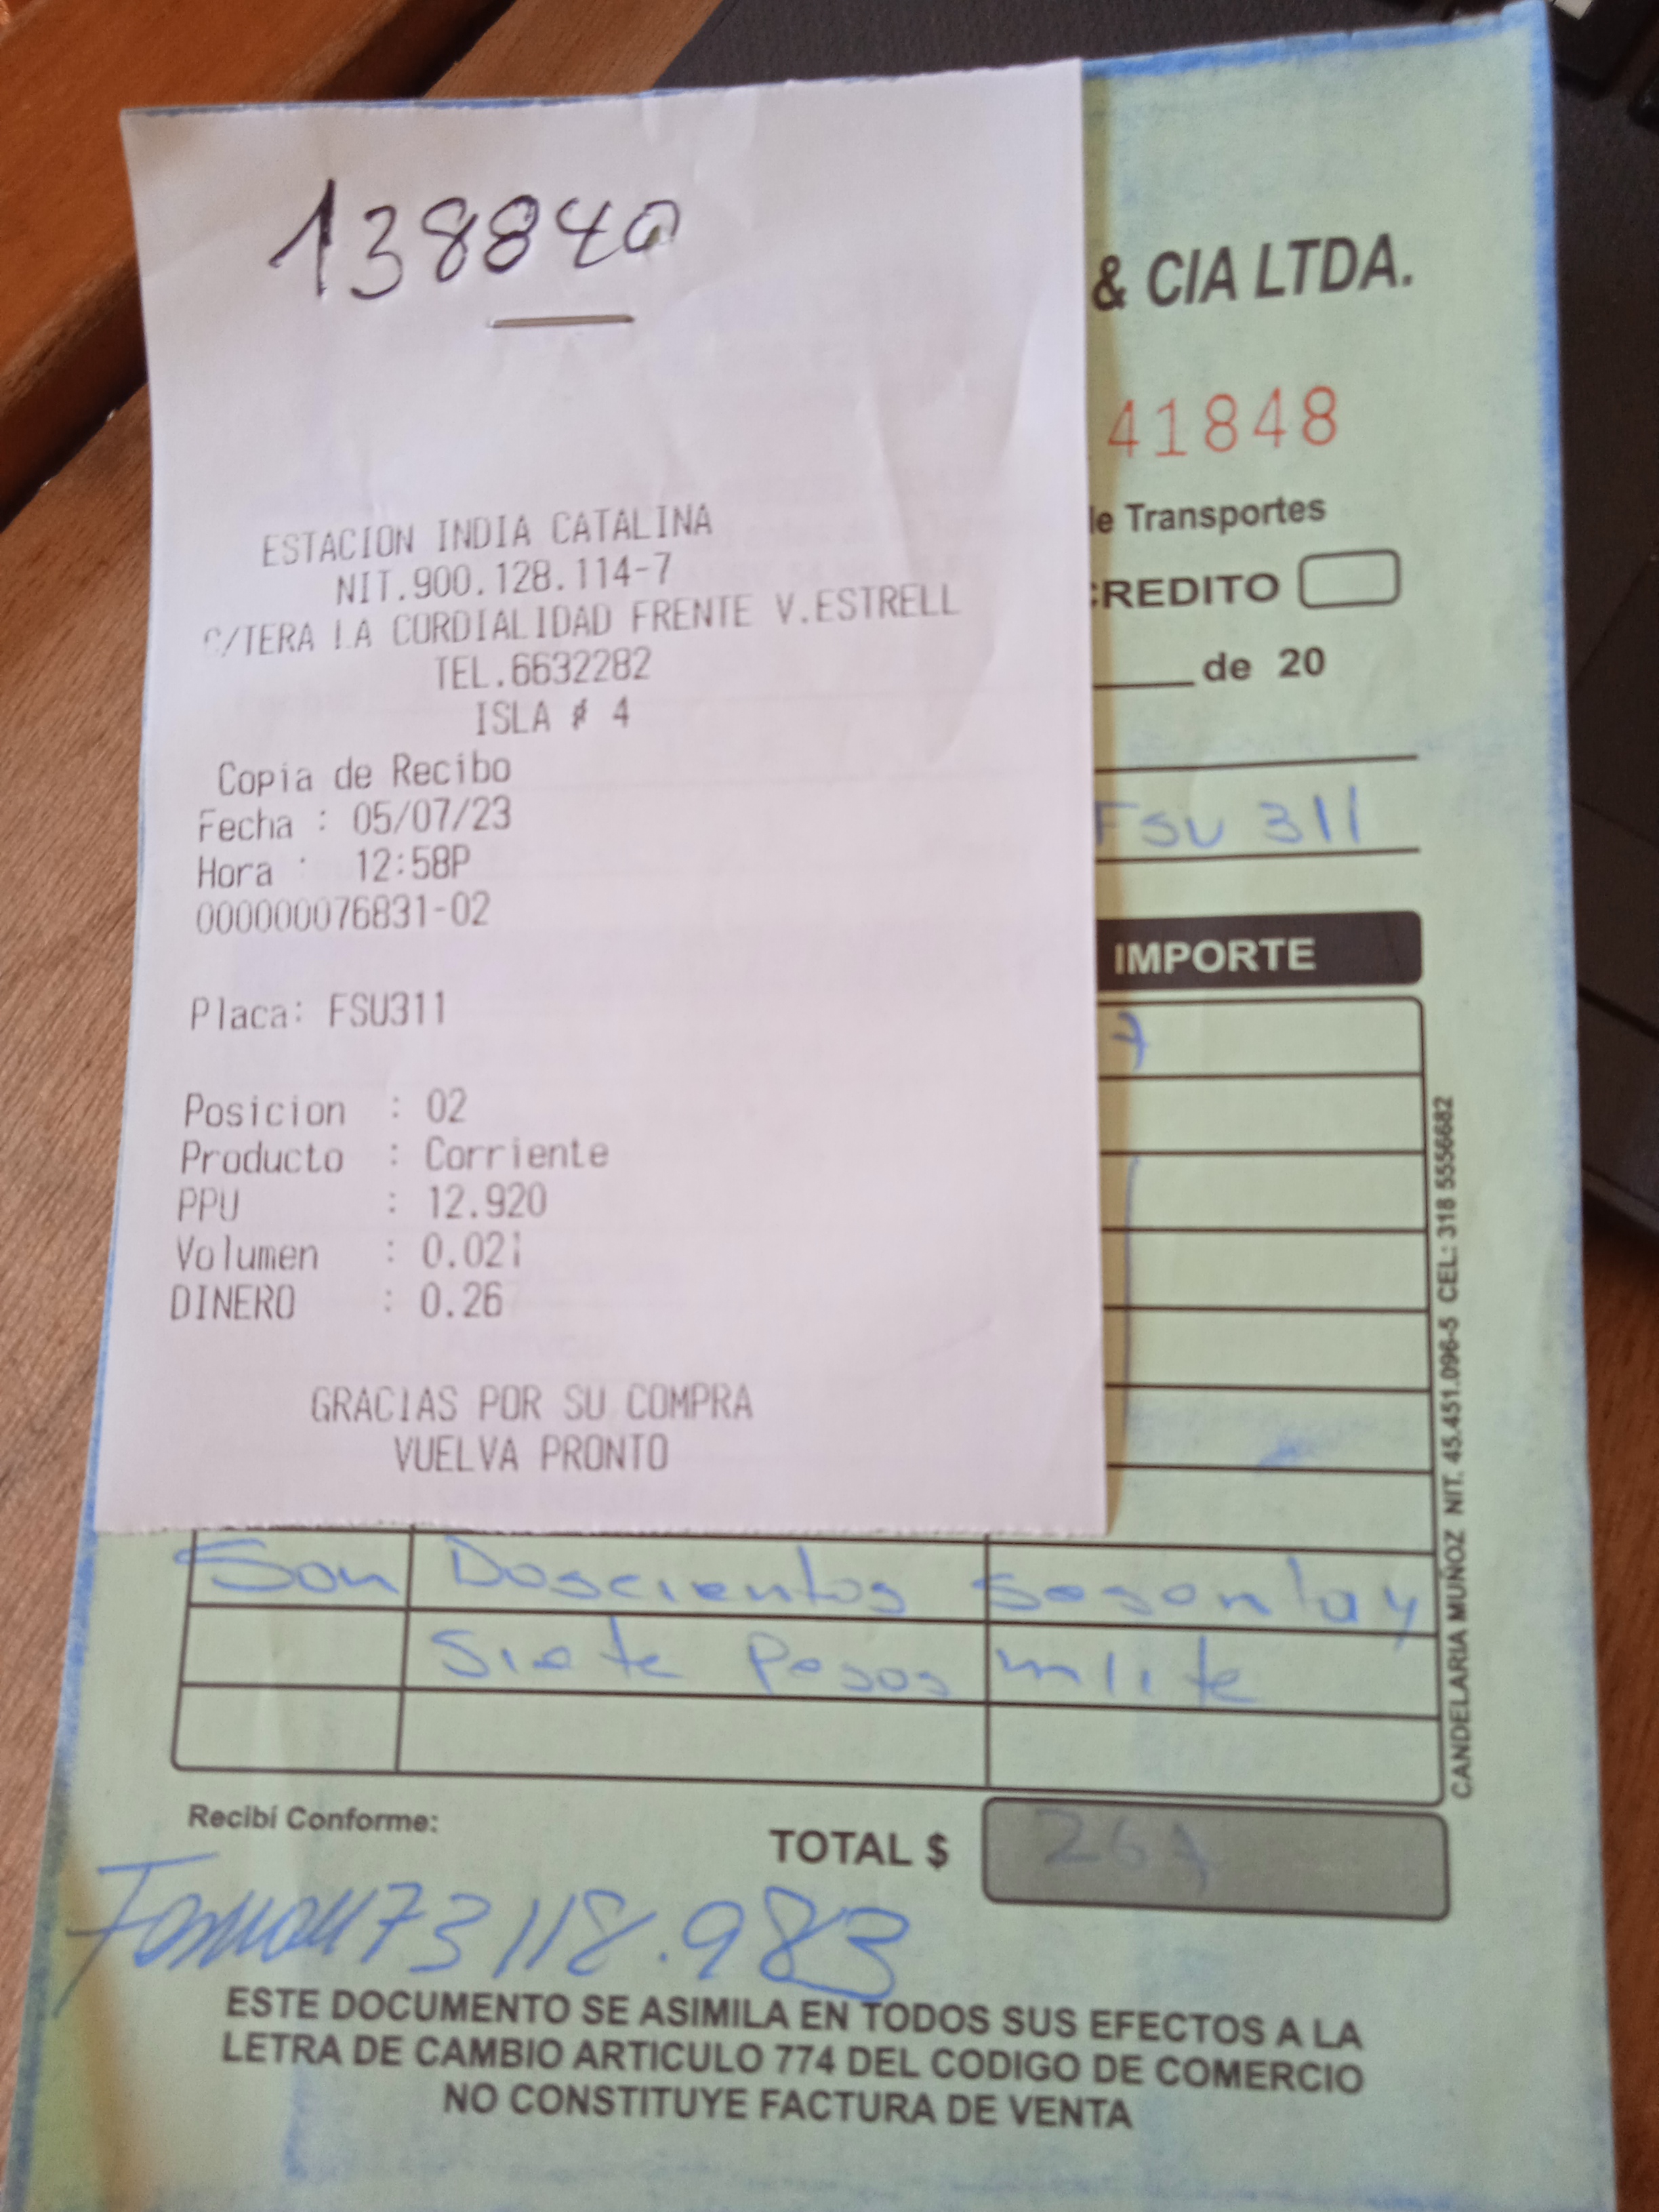 138840
ESTACION INDIA CATALINA
NIT.900.128.114-7
C/TERA LA CORDIALIDAD FRENTE V.ESTRELL
TEL.6632282
ISLA # 4
Copia de Recibo
Fecha : 05/07/23
Hora : 12:58P
000000076831-02
Placa: FSU311
Posicion : 02
Producto : Corriente
PPU : 12.920
Volumen : 0.021
DINERO : 0.26
GRACIAS POR SU COMPRA
VUELVA PRONTO
& CIA LTDA.
41848
de Transportes
CREDITO
de 20
FSU 311
IMPORTE
7
Son Doscientos sesenta y
Siete Pesos m/te
Recibí Conforme:
TOTAL $ 267
73118.983
ESTE DOCUMENTO SE ASIMILA EN TODOS SUS EFECTOS A LA
LETRA DE CAMBIO ARTICULO 774 DEL CODIGO DE COMERCIO
NO CONSTITUYE FACTURA DE VENTA
CANDELARIA MUÑOZ NIT. 45.451.096-5 CEL: 318 5556682